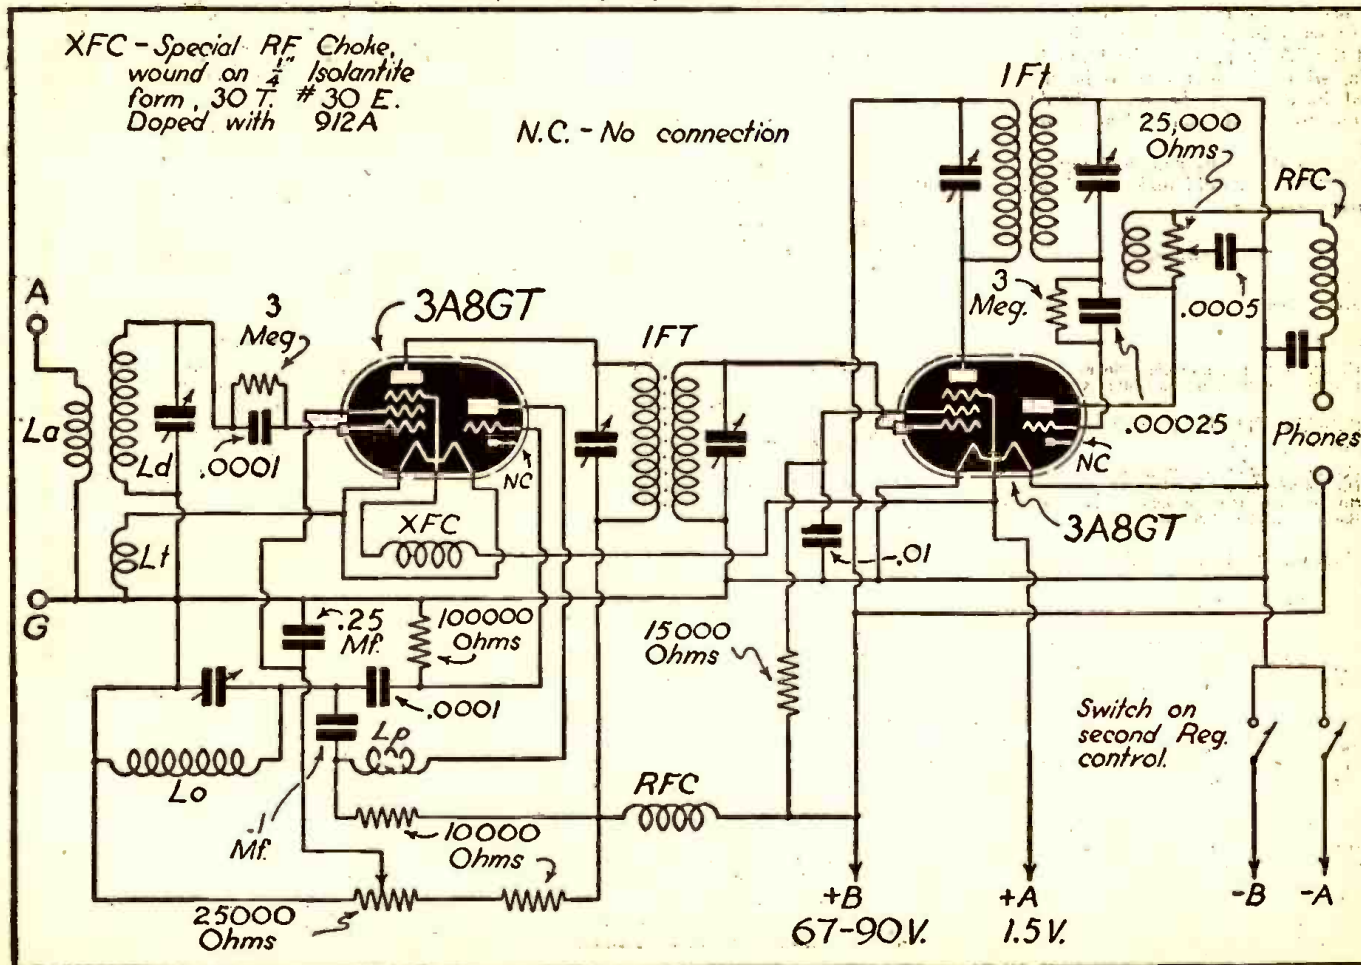 XFC - Special RF Choke,
wound on 1/4" Isolantite
form, 30 T. #30 E.
Doped with 912A
N.C. - No connection
IFt
25,000
Ohms
RFC
A
3
Meg
3A8GT
IFT
3
Meg.
.0005
La
Ld
.0001
NC
.00025
NC
Phones
Lt
XFC
.01
3A8GT
G
.25
Mf.
100000
Ohms
15000
Ohms
.0001
Lp
Lo
RFC
Switch on
second Reg.
control.
.1
Mf.
10000
Ohms
25000
Ohms
+B
67-90V.
+A
1.5V.
-B
-A